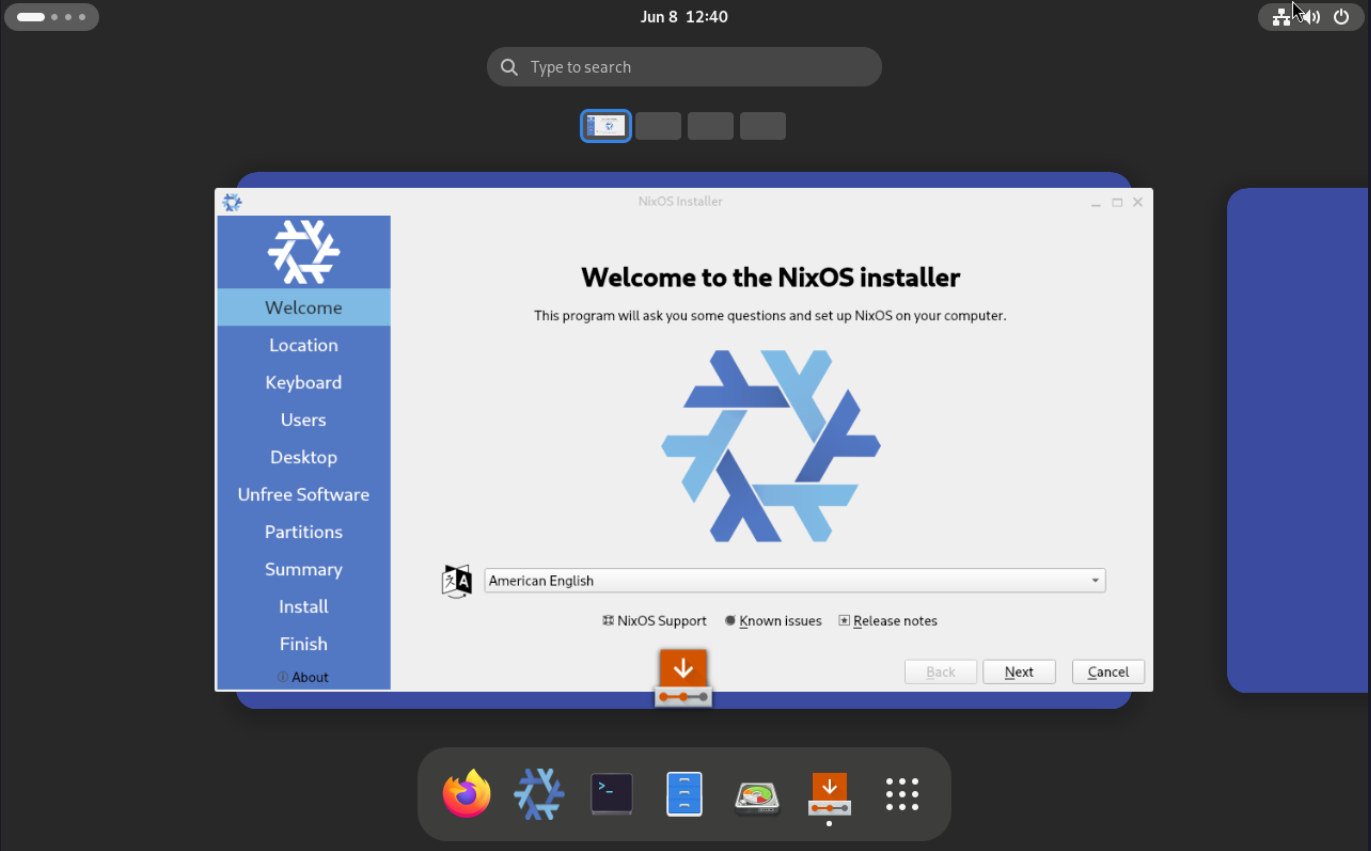 Jun 8 12:40
Type to search
NixOS Installer
Welcome
Location
Keyboard
Users
Desktop
Unfree Software
Partitions
Summary
Install
Finish
About
Welcome to the NixOS installer
This program will ask you some questions and set up NixOS on your computer.
American English
NixOS Support Known issues Release notes
Back Next Cancel